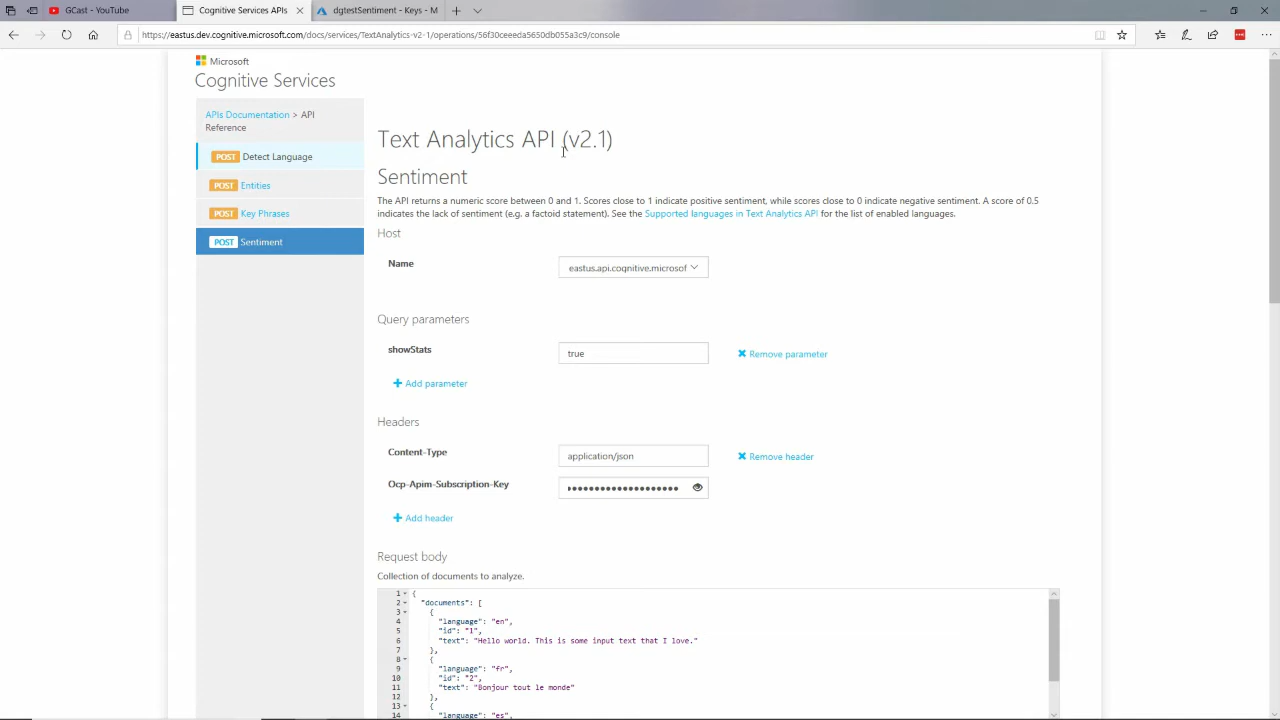 GCast - Youtube
Cognitive Services APIs
dgtestSentiment - Keys - M
https://eastus.dev.cognitive.microsoft.com/docs/services/TextAnalytics-v2-1/operations/56f30ceeeda5650db055a3c9/console
Microsoft
Cognitive Services
APIs Documentation > API
Reference
POST Detect Language
POST Entities
POST Key Phrases
POST Sentiment
Text Analytics API (v2.1)
Sentiment
The API returns a numeric score between 0 and 1. Scores close to 1 indicate positive sentiment, while scores close to 0 indicate negative sentiment. A score of 0.5
indicates the lack of sentiment (e.g. a factoid statement). See the Supported languages in Text Analytics API for the list of enabled languages.
Host
Name
eastus.api.cognitive.microsof
Query parameters
showStats
true
Remove parameter
Add parameter
Headers
Content-Type
application/json
Remove header
Ocp-Apim-Subscription-Key
••••••••••••••••••••
Add header
Request body
Collection of documents to analyze.
1 {
2 "documents": [
3 {
4 "language": "en",
5 "id": "1",
6 "text": "Hello world. This is some input text that I love."
7 },
8 {
9 "language": "fr",
10 "id": "2",
11 "text": "Bonjour tout le monde"
12 },
13 {
14 "language": "es",